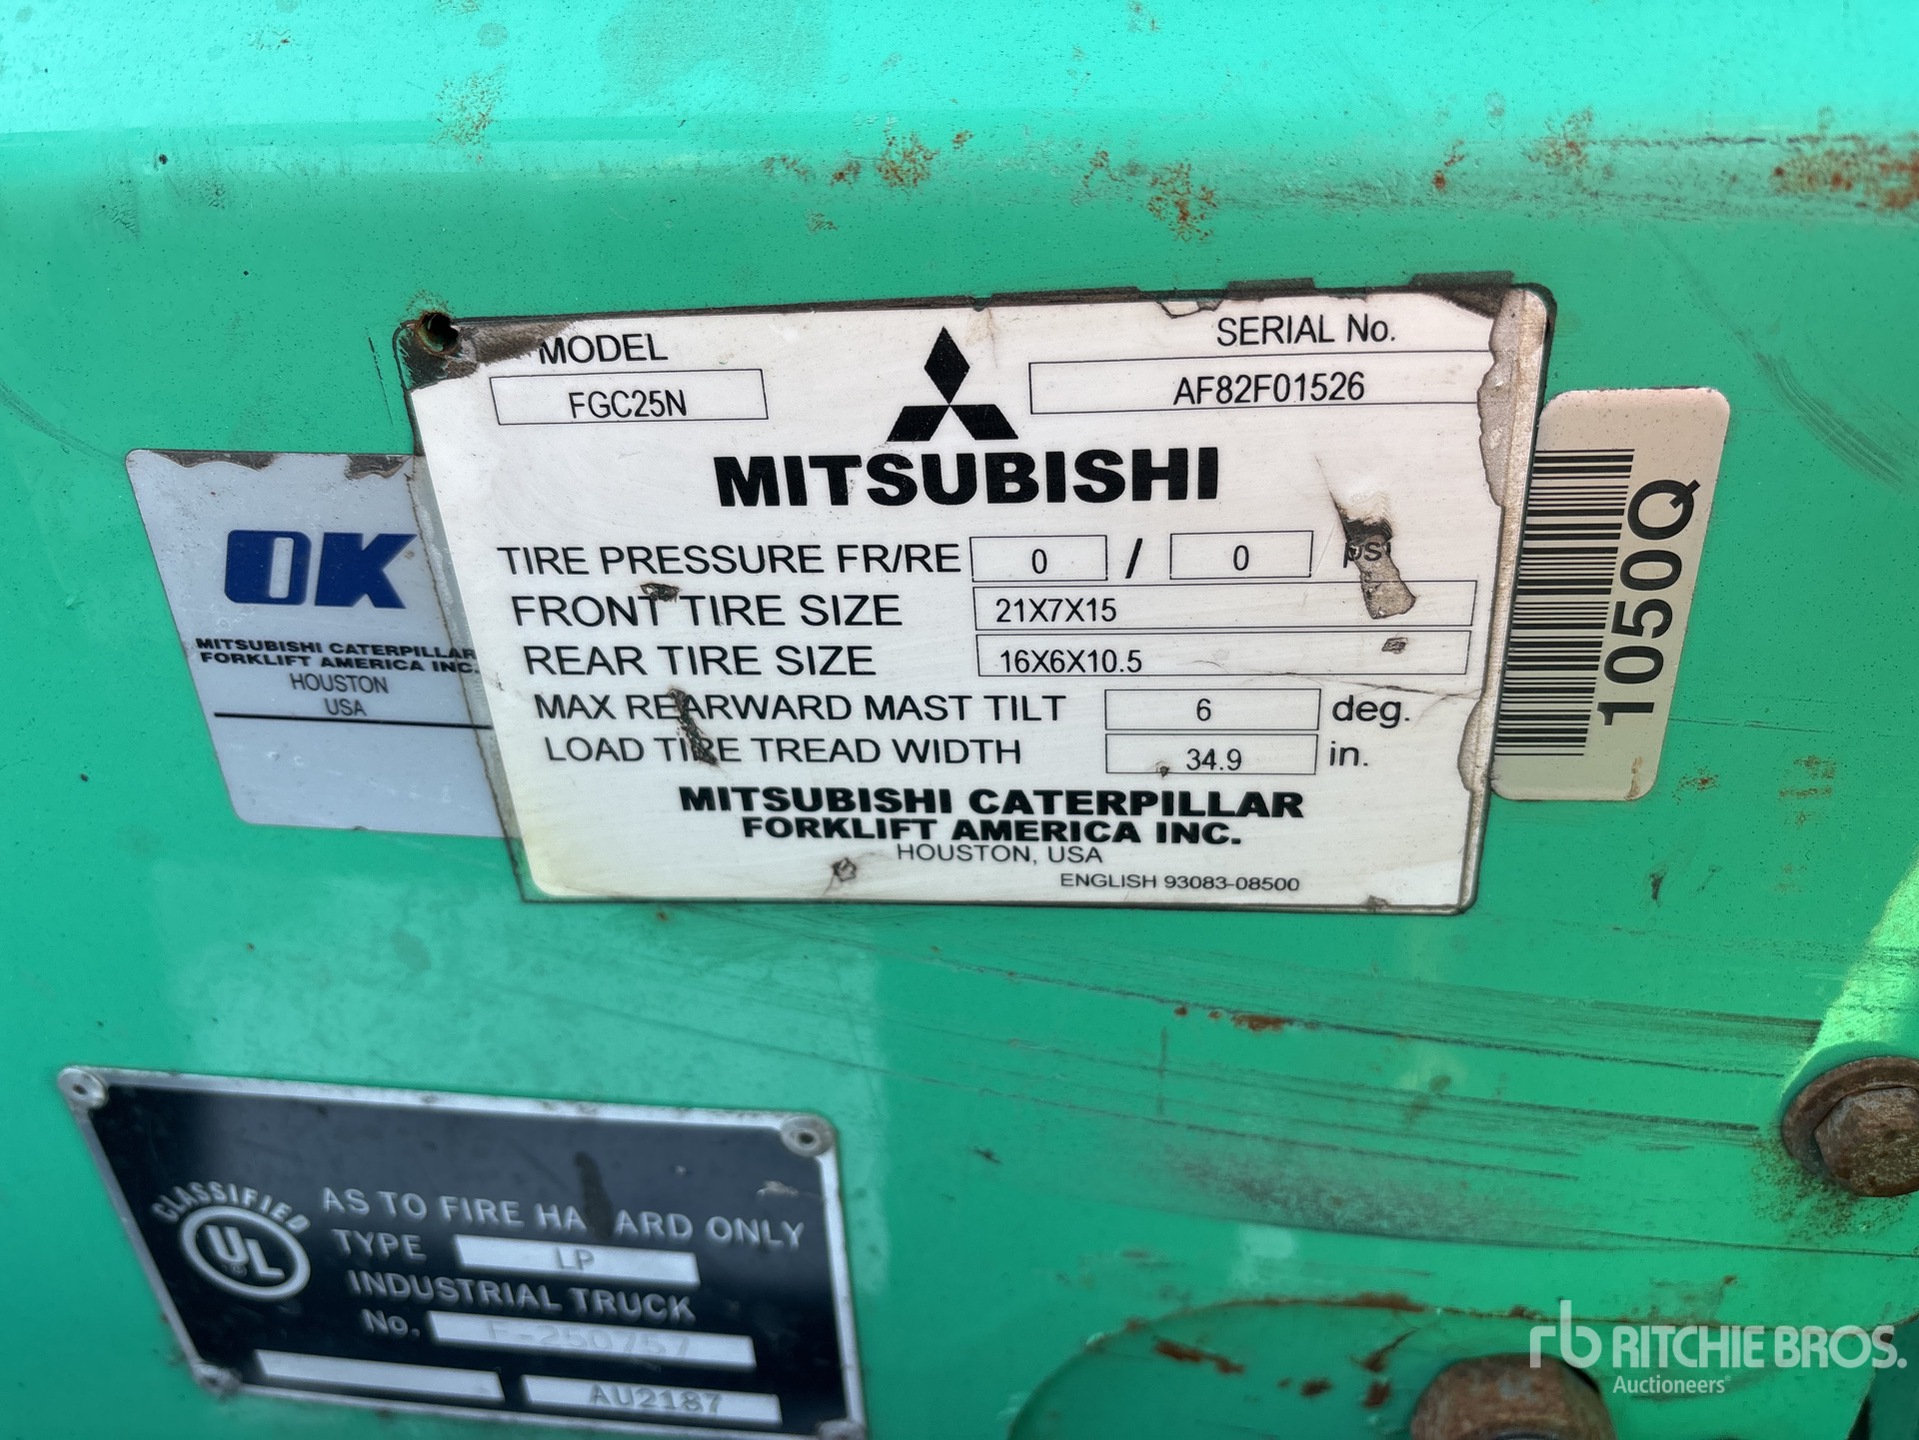 MODEL
FGC25N
SERIAL No.
AF82F01526
MITSUBISHI
TIRE PRESSURE FR/RE 0 / 0 psi
FRONT TIRE SIZE 21X7X15
REAR TIRE SIZE 16X6X10.5
MAX REARWARD MAST TILT 6 deg.
LOAD TIRE TREAD WIDTH 34.9 in.
MITSUBISHI CATERPILLAR
FORKLIFT AMERICA INC.
HOUSTON, USA
ENGLISH 93083-08500
OK
MITSUBISHI CATERPILLAR
FORKLIFT AMERICA INC.
HOUSTON
USA
1050Q
CLASSIFIED
UL
AS TO FIRE HA ARD ONLY
TYPE LP
INDUSTRIAL TRUCK
No. F-250757
AU2187
rb RITCHIE BROS.
Auctioneers